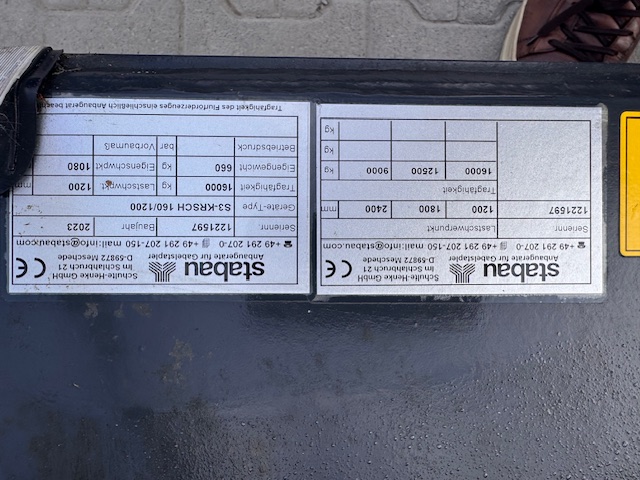 stabau
Anbaugeräte für Gabelstapler
Schulte-Henke GmbH
Im Schlahbruch 21
D-59872 Meschede
CE
+49 291 207-0 +49 291 207-150 mail:info@stabau.com
Seriennr. Lastschwerpunkt
1221597 1200 1800 2400 mm
Tragfähigkeit
16000 12500 9000 kg
kg
stabau
Anbaugeräte für Gabelstapler
Schulte-Henke GmbH
Im Schlahbruch 21
D-59872 Meschede
CE
+49 291 207-0 +49 291 207-150 mail:info@stabau.com
Seriennr. 1221597 Baujahr 2023
Geräte-Type S3-KRSCH 160/1200
Tragfähigkeit 16000 kg Lastschwpkt 1200 mm
Eigengewicht 660 kg Eigenschwpkt 1080
Betriebsdruck bar Vorbaumaß
Tragfähigkeit des Flurförderzeuges einschließlich Anbaugerät